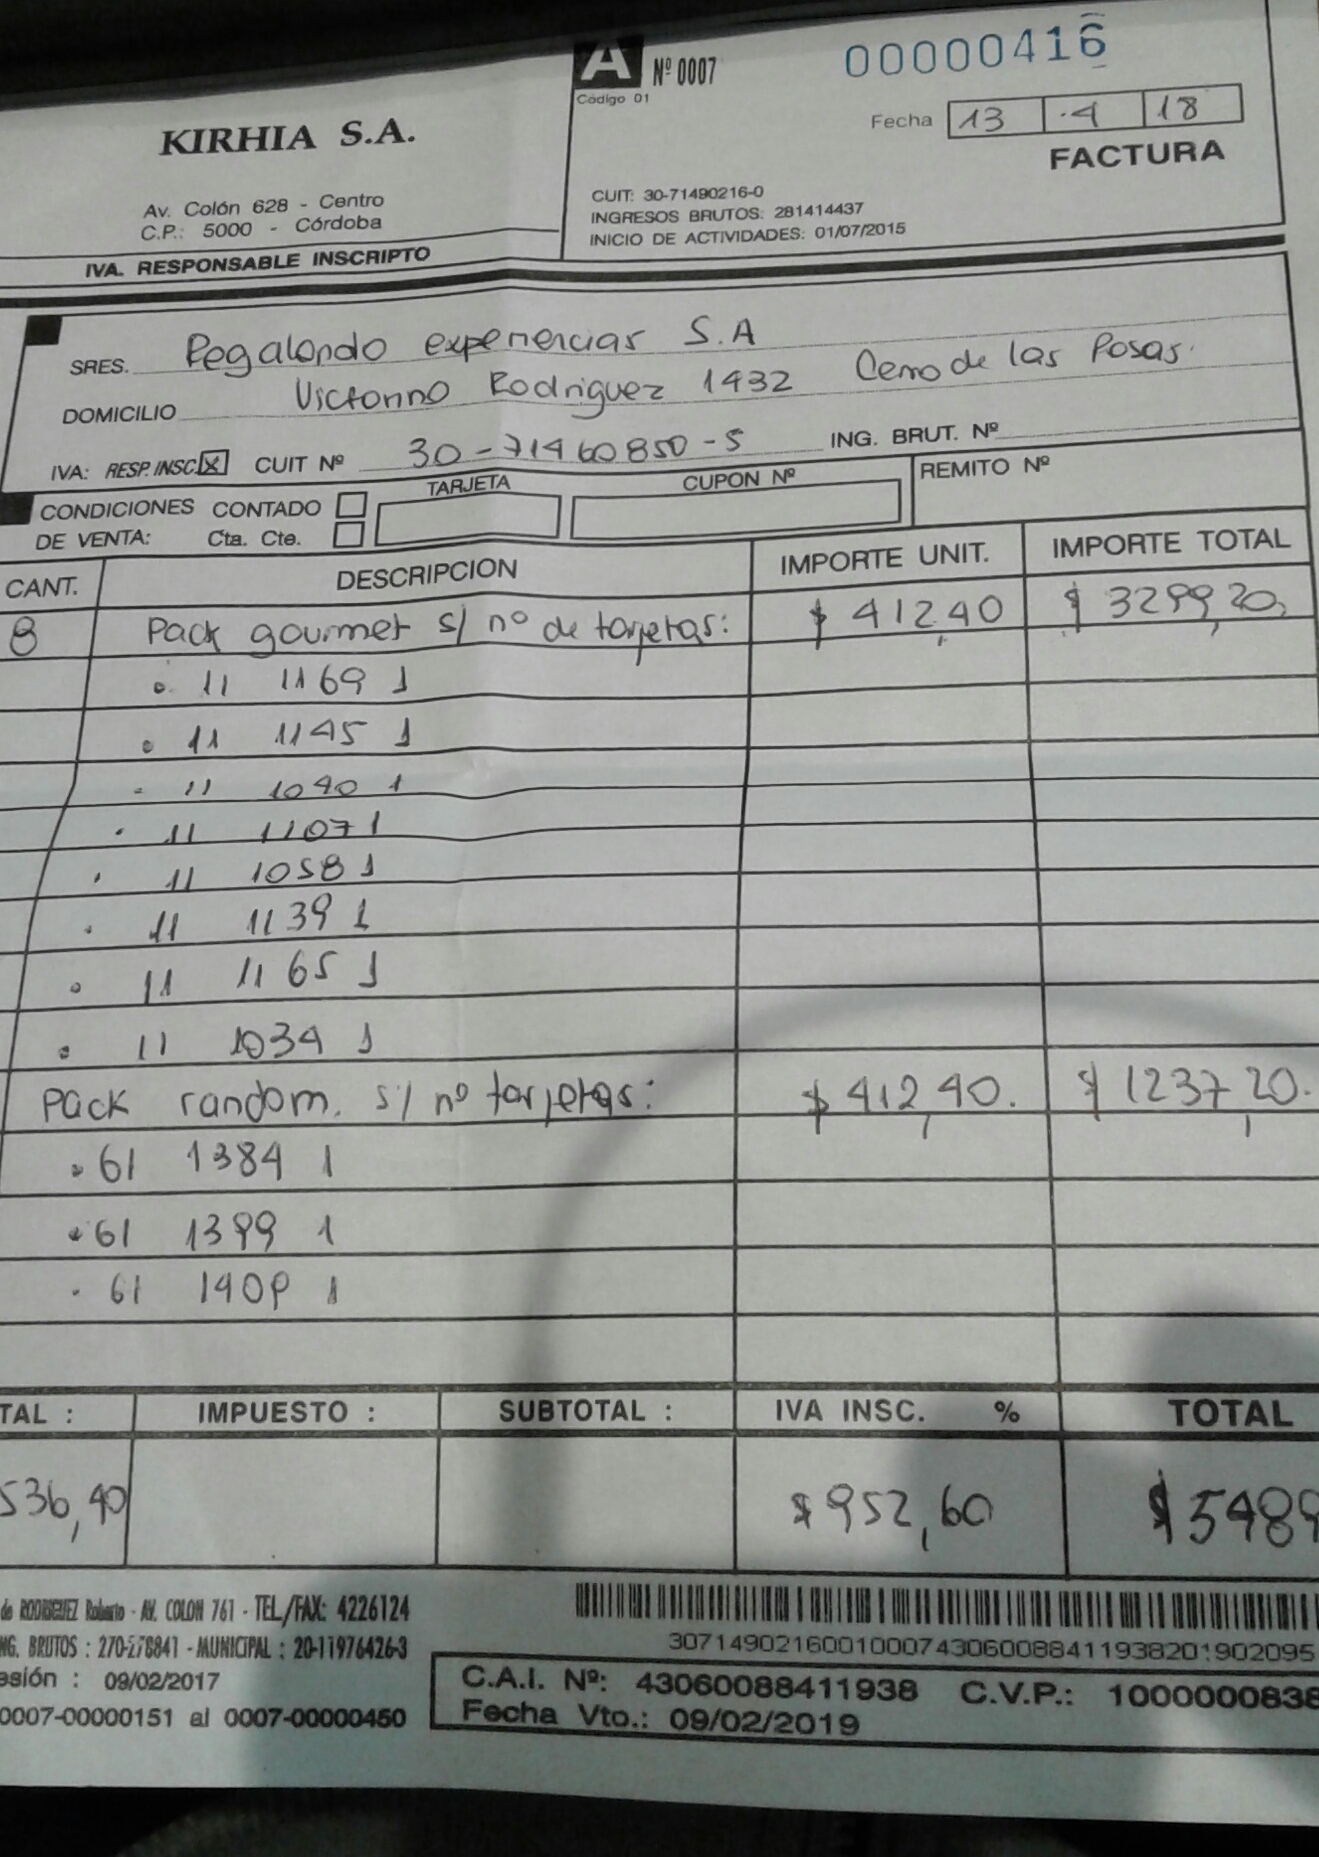 A Nº 0007 00000416
Código 01
Fecha 13 4 18
FACTURA
KIRHIA S.A.
Av. Colón 628 - Centro
C.P.: 5000 - Córdoba
IVA. RESPONSABLE INSCRIPTO
CUIT: 30-71490216-0
INGRESOS BRUTOS: 281414437
INICIO DE ACTIVIDADES: 01/07/2015
SRES. Regalando experiencias S.A
DOMICILIO Victorino Rodriguez 1432 Cerro de las Rosas.
IVA: RESP. INSC. X CUIT Nº 30-71460850-5 ING. BRUT. Nº
CONDICIONES CONTADO TARJETA CUPON Nº REMITO Nº
DE VENTA: Cta. Cte.
CANT. DESCRIPCION IMPORTE UNIT. IMPORTE TOTAL
8 Pack gourmet s/ nº de tarjetas: $ 412,40 $ 3299,20
• 11 1169 1
• 11 1145 1
• 11 1040 1
• 11 1107 1
• 11 1058 1
• 11 1139 1
• 11 1165 1
• 11 1034 1
Pack random. s/ nº tarjetas: $ 412,40. $ 1237,20.
• 61 1384 1
• 61 1399 1
• 61 1 1
TAL : IMPUESTO : SUBTOTAL : IVA INSC. % TOTAL
536,40 $ 952,60 $ 5489
de RODRIGUEZ Roberto - AV. COLON 761 - TEL./FAX: 4226124
NG. BRUTOS : 270-27884-1 - MUNICIPAL : 20-11976426-3
esión : 09/02/2017
0007-00000151 al 0007-00000450
3071490216001000743060088411938201902095
C.A.I. Nº: 43060088411938 C.V.P.: 1000000838
Fecha Vto.: 09/02/2019